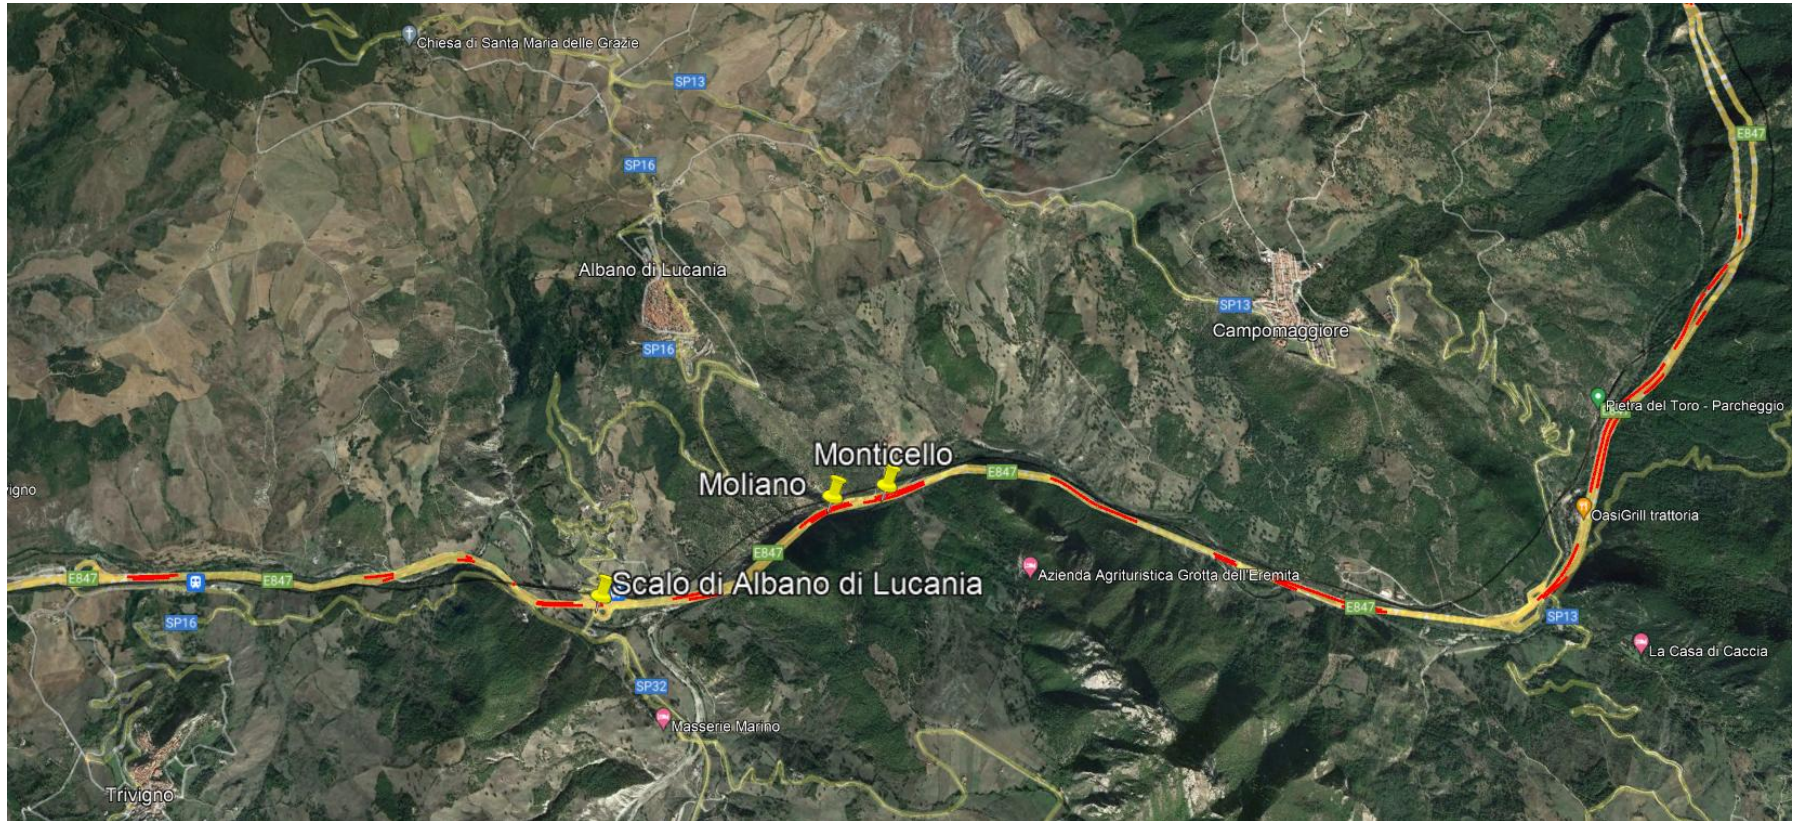 Chiesa di Santa Maria delle Grazie
SP13
E847
SP16
Albano di Lucania
SP13
Campomaggiore
SP16
Pietra del Toro - Parcheggio
Monticello
E847
Moliano
vigno
OasiGrill trattoria
E847
E847
E847
Scalo di Albano di Lucania
Azienda Agrituristica Grotta dell'Eremita
E847
SP16
SP13
La Casa di Caccia
SP32
Masserie Marino
Trivigno